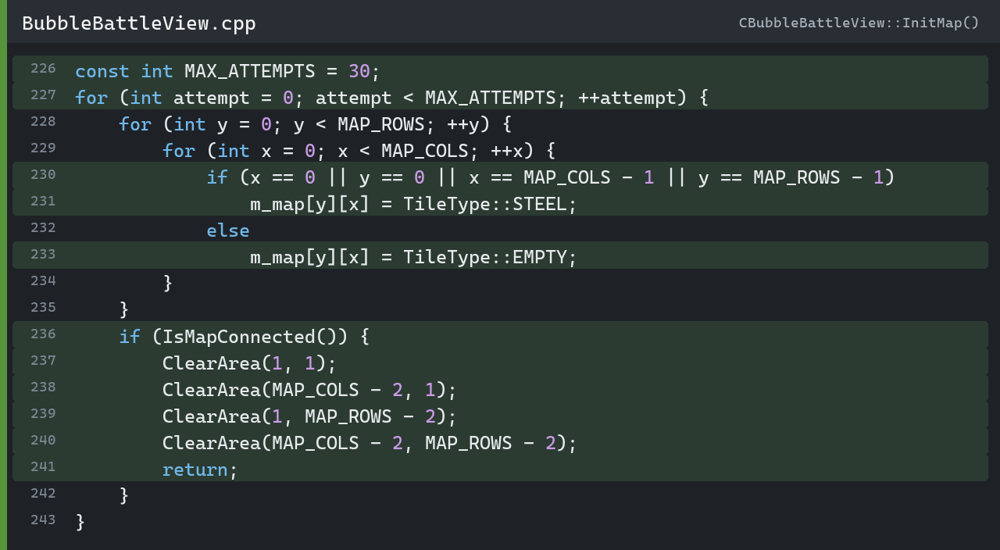 BubbleBattleView.cpp
CBubbleBattleView::InitMap()
226 const int MAX_ATTEMPTS = 30;
227 for (int attempt = 0; attempt < MAX_ATTEMPTS; ++attempt) {
228     for (int y = 0; y < MAP_ROWS; ++y) {
229         for (int x = 0; x < MAP_COLS; ++x) {
230             if (x == 0 || y == 0 || x == MAP_COLS - 1 || y == MAP_ROWS - 1)
231                 m_map[y][x] = TileType::STEEL;
232             else
233                 m_map[y][x] = TileType::EMPTY;
234         }
235     }
236     if (IsMapConnected()) {
237         ClearArea(1, 1);
238         ClearArea(MAP_COLS - 2, 1);
239         ClearArea(1, MAP_ROWS - 2);
240         ClearArea(MAP_COLS - 2, MAP_ROWS - 2);
241         return;
242     }
243 }